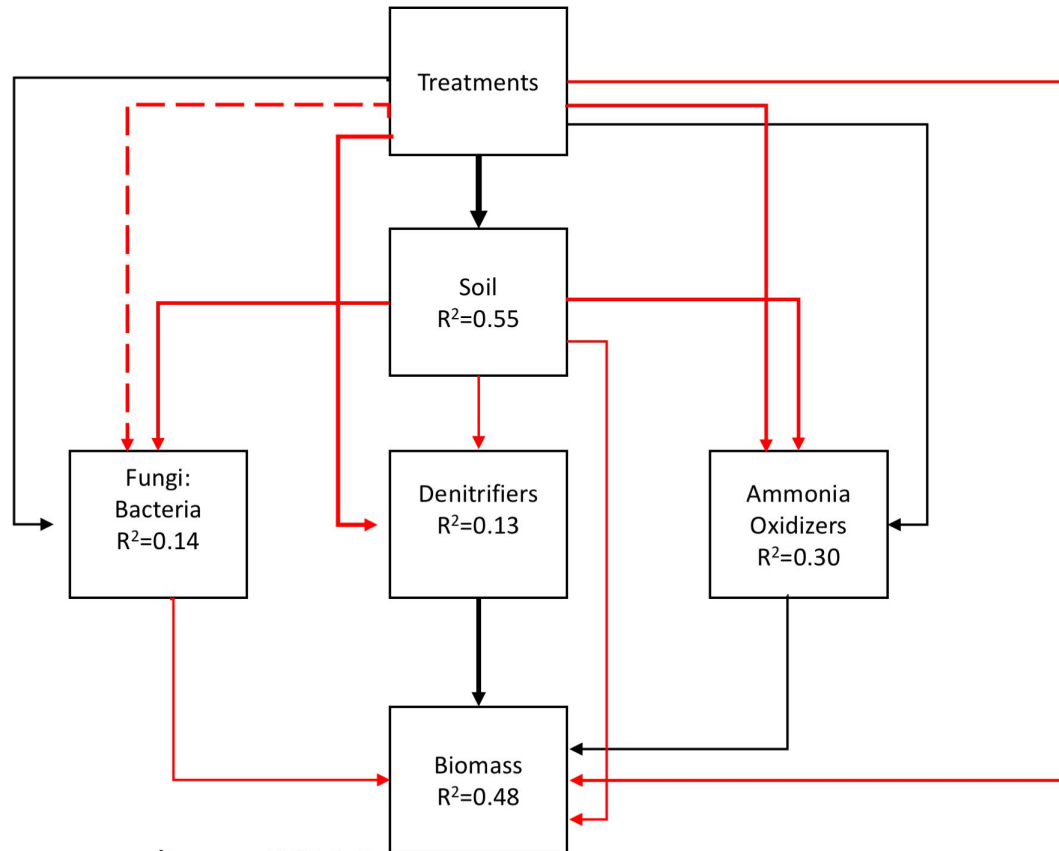 Treatments
Soil
R²=0.55
Fungi:
Bacteria
R²=0.14
Denitrifiers
R²=0.13
Ammonia
Oxidizers
R²=0.30
Biomass
R²=0.48